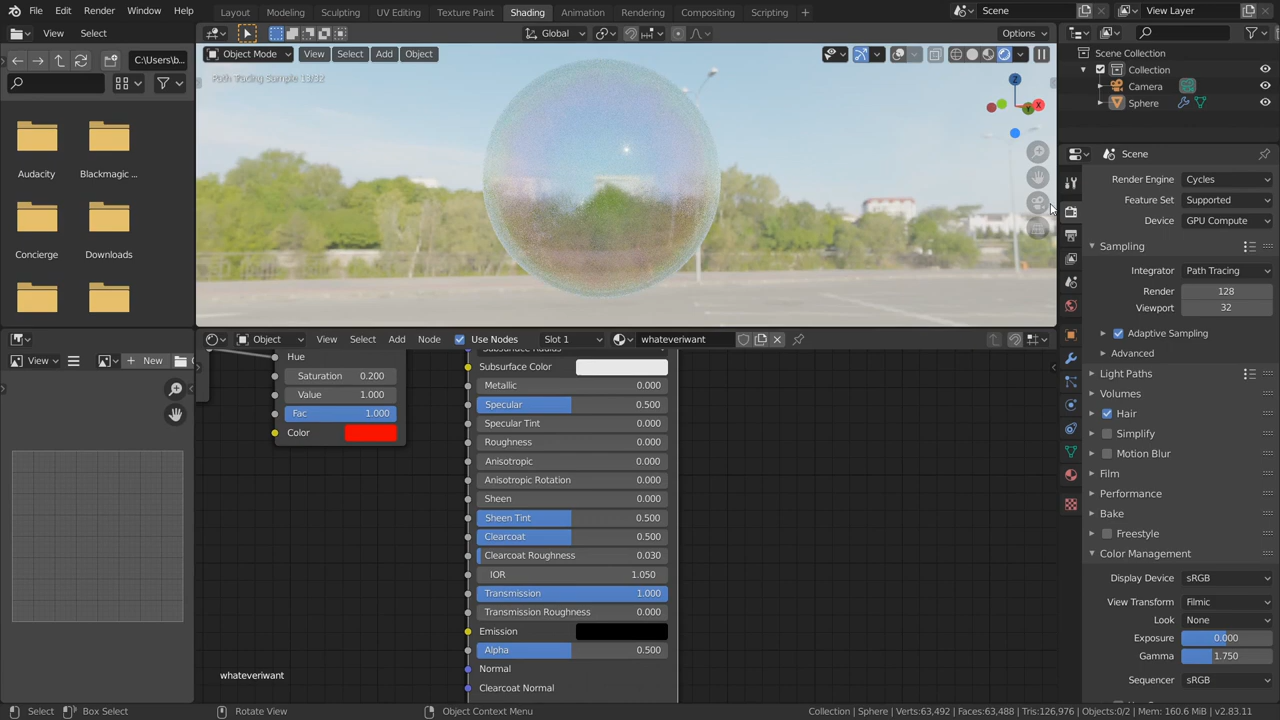 File Edit Render Window Help Layout Modeling Sculpting UV Editing Texture Paint Shading Animation Rendering Compositing Scripting + Scene View Layer
View Select Global Options
C:\Users\b...
Object Mode View Select Add Object
Path Tracing Sample 13/32
Z
X
Y
Audacity Blackmagic ...
Concierge Downloads
View New
Object View Select Add Node Use Nodes Slot 1 whateveriwant
Hue
Saturation 0.200
Value 1.000
Fac 1.000
Color
Subsurface Radius
Subsurface Color
Metallic 0.000
Specular 0.500
Specular Tint 0.000
Roughness 0.000
Anisotropic 0.000
Anisotropic Rotation 0.000
Sheen 0.000
Sheen Tint 0.500
Clearcoat 0.500
Clearcoat Roughness 0.030
IOR 1.050
Transmission 1.000
Transmission Roughness 0.000
Emission
Alpha 0.500
Normal
Clearcoat Normal
whateveriwant
Scene Collection
Collection
Camera
Sphere
Scene
Render Engine Cycles
Feature Set Supported
Device GPU Compute
Sampling
Integrator Path Tracing
Render 128
Viewport 32
Adaptive Sampling
Advanced
Light Paths
Volumes
Hair
Simplify
Motion Blur
Film
Performance
Bake
Freestyle
Color Management
Display Device sRGB
View Transform Filmic
Look None
Exposure 0.000
Gamma 1.750
Sequencer sRGB
Select Box Select Rotate View Object Context Menu Collection | Sphere | Verts:63,492 | Faces:63,488 | Tris:126,976 | Objects:0/2 | Mem: 160.6 MiB | v2.83.11